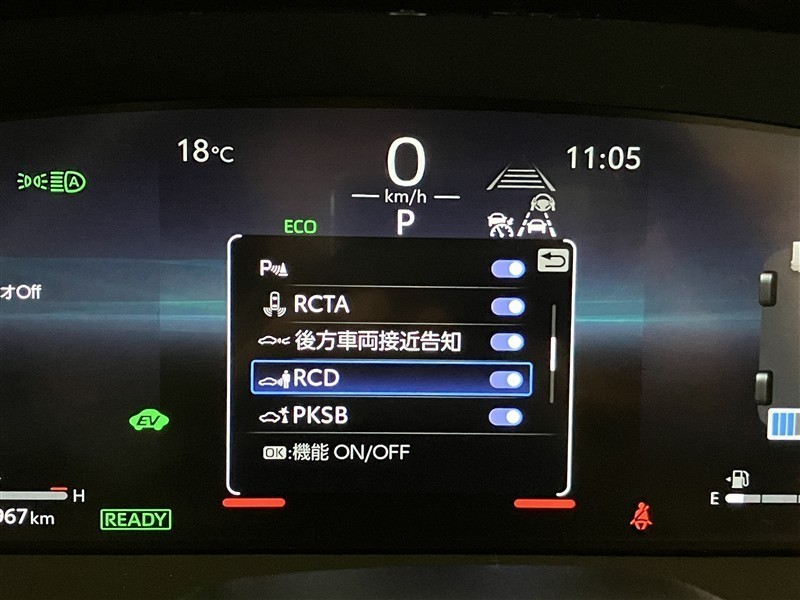 18℃
0
km/h
11:05
A
ECO
P
オOff
P
RCTA
後方車両接近告知
RCD
PKSB
OK:機能 ON/OFF
EV
H
967km
READY
E